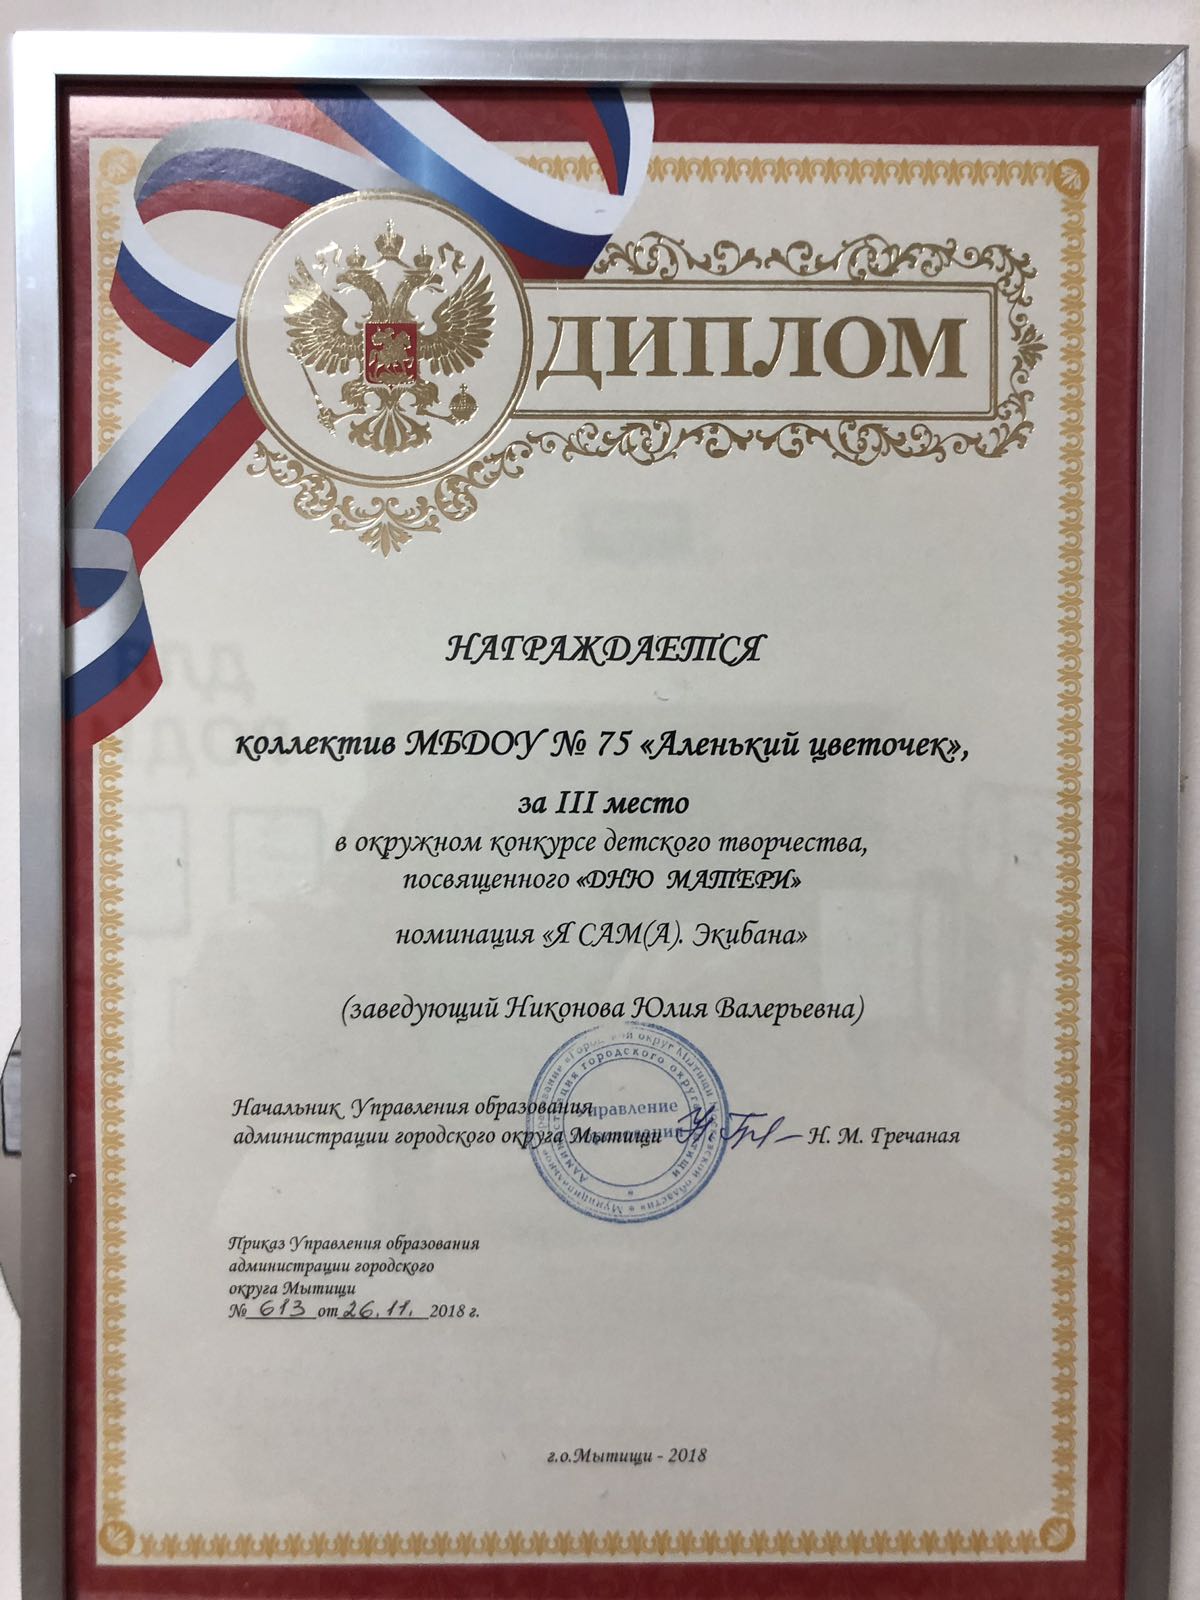 ДИПЛОМ
НАГРАЖДАЕТСЯ
коллектив МБДОУ № 75 «Аленький цветочек»,
за III место
в окружном конкурсе детского творчества,
посвященного «ДНЮ МАТЕРИ»
номинация «Я САМ(А). Экибана»
(заведующий Никонова Юлия Валерьевна)
Начальник Управления образования
администрации городского округа Мытищи Н. М. Гречаная
Управление
образования
Приказ Управления образования
администрации городского
округа Мытищи
№ 613 от 26.11. 2018 г.
г.о.Мытищи - 2018